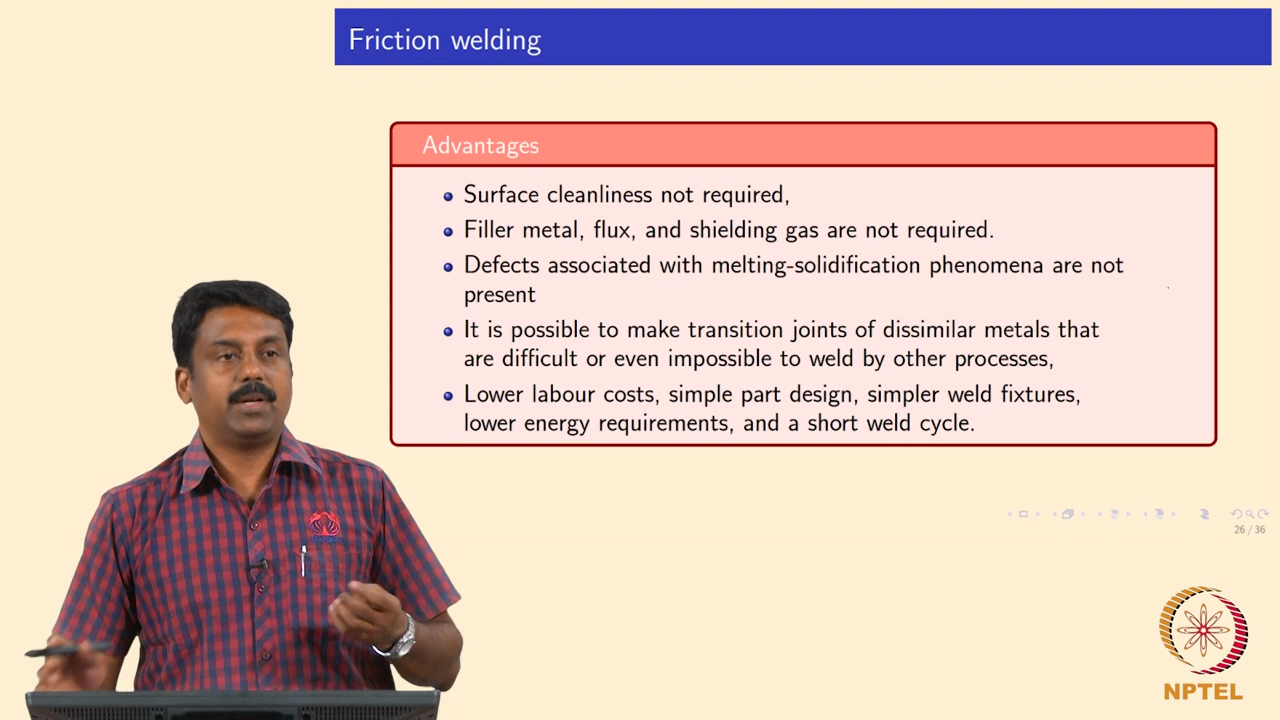 Friction welding
Advantages
Surface cleanliness not required,
Filler metal, flux, and shielding gas are not required.
Defects associated with melting-solidification phenomena are not
present
It is possible to make transition joints of dissimilar metals that
are difficult or even impossible to weld by other processes,
Lower labour costs, simple part design, simpler weld fixtures,
lower energy requirements, and a short weld cycle.
26 / 36
NPTEL